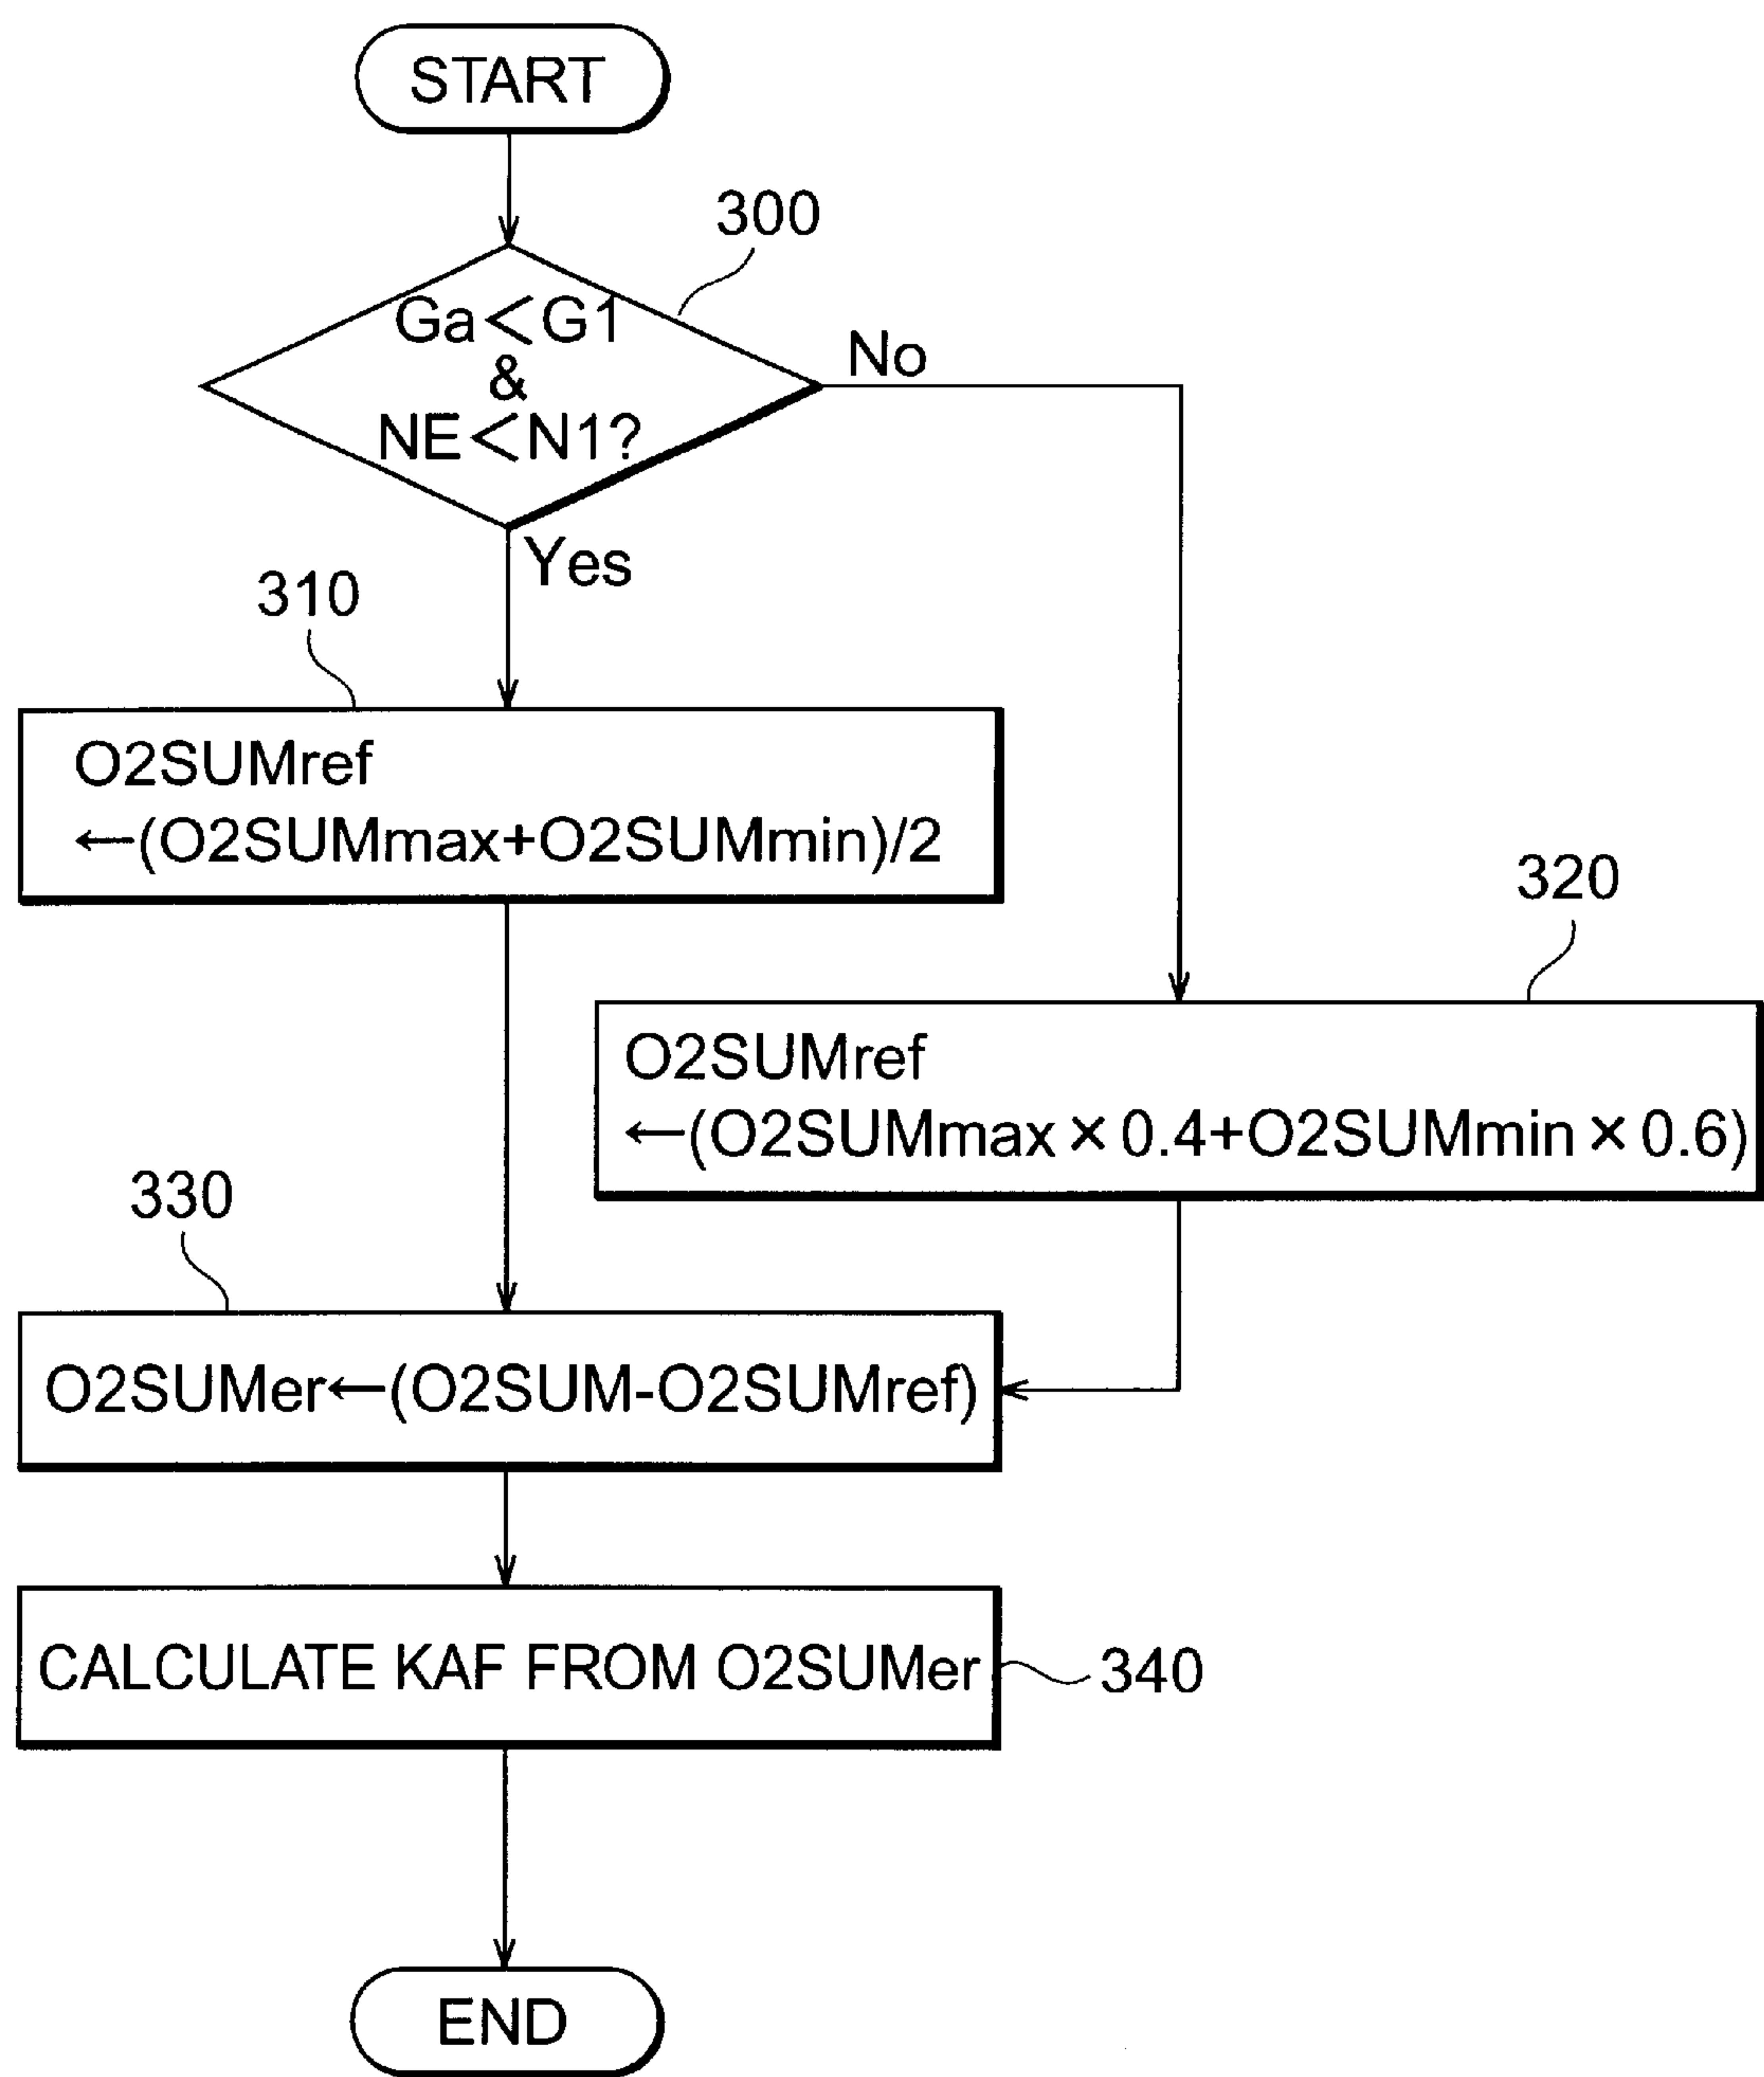 START
300
Ga<G1
&
NE<N1?
No
Yes
310
O2SUMref
←(O2SUMmax+O2SUMmin)/2
320
O2SUMref
←(O2SUMmax×0.4+O2SUMmin×0.6)
330
O2SUMer←(O2SUM-O2SUMref)
CALCULATE KAF FROM O2SUMer
340
END